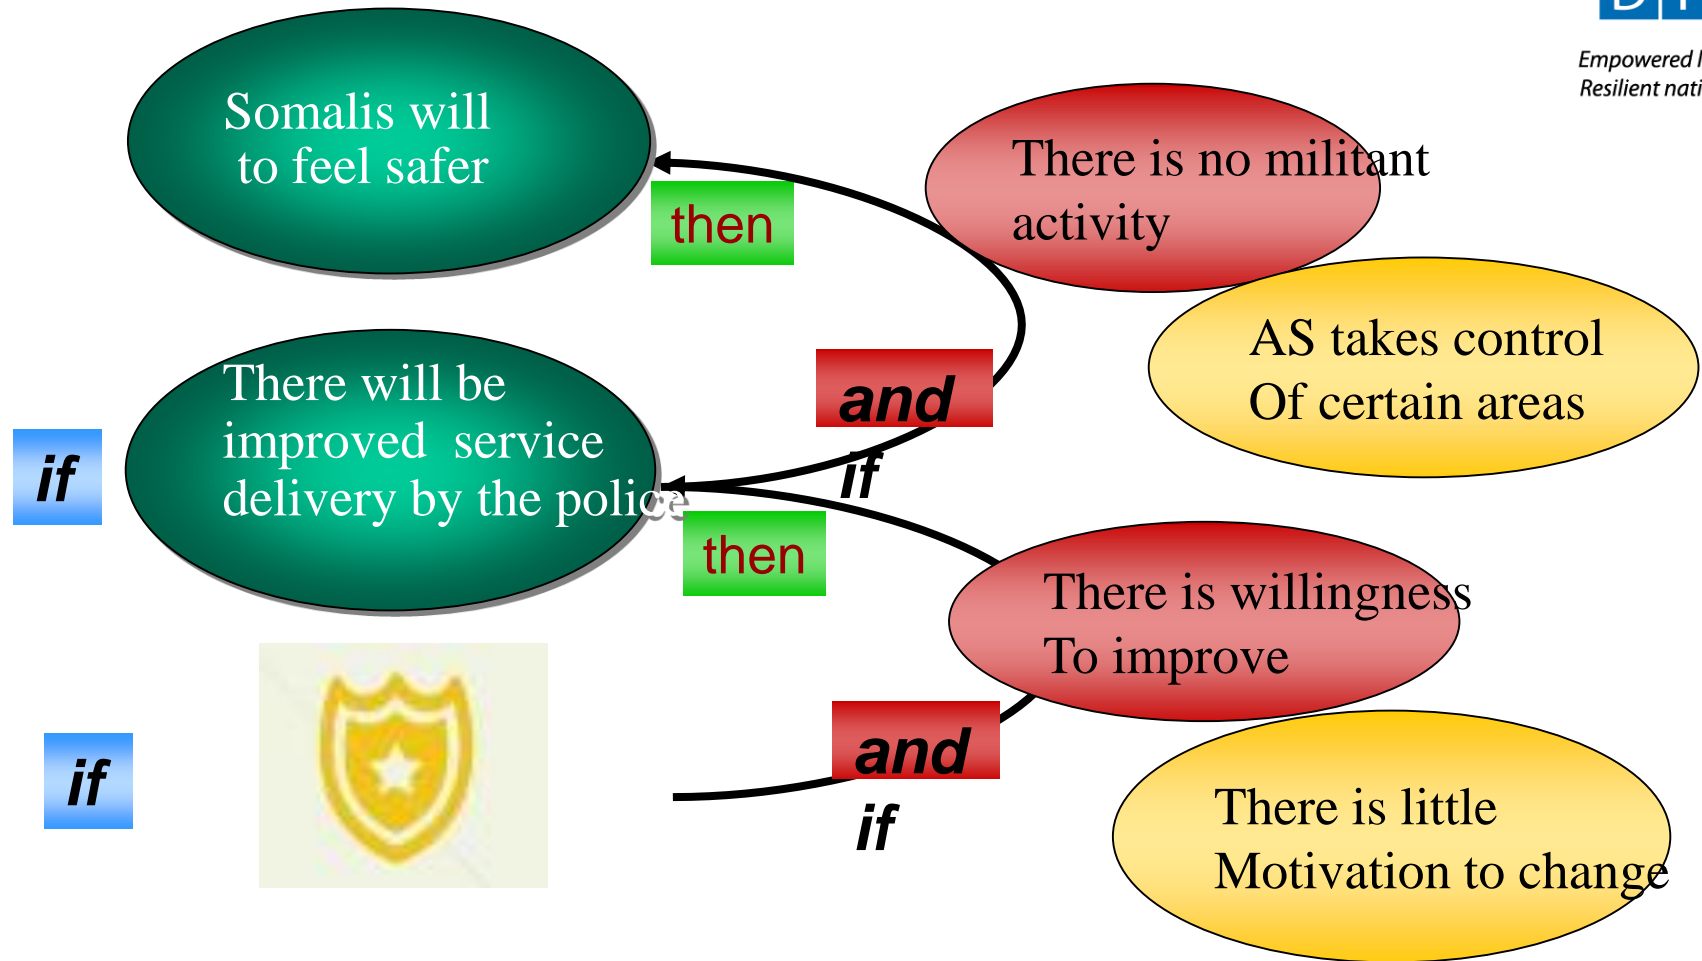 D
Empowered
Resilient
Somalis will
to feel safer
then
There is no militant
activity
AS takes control
Of certain areas
if
There will be
improved service
delivery by the police
and
if
then
There is willingness
To improve
if
and
if
There is little
Motivation to change